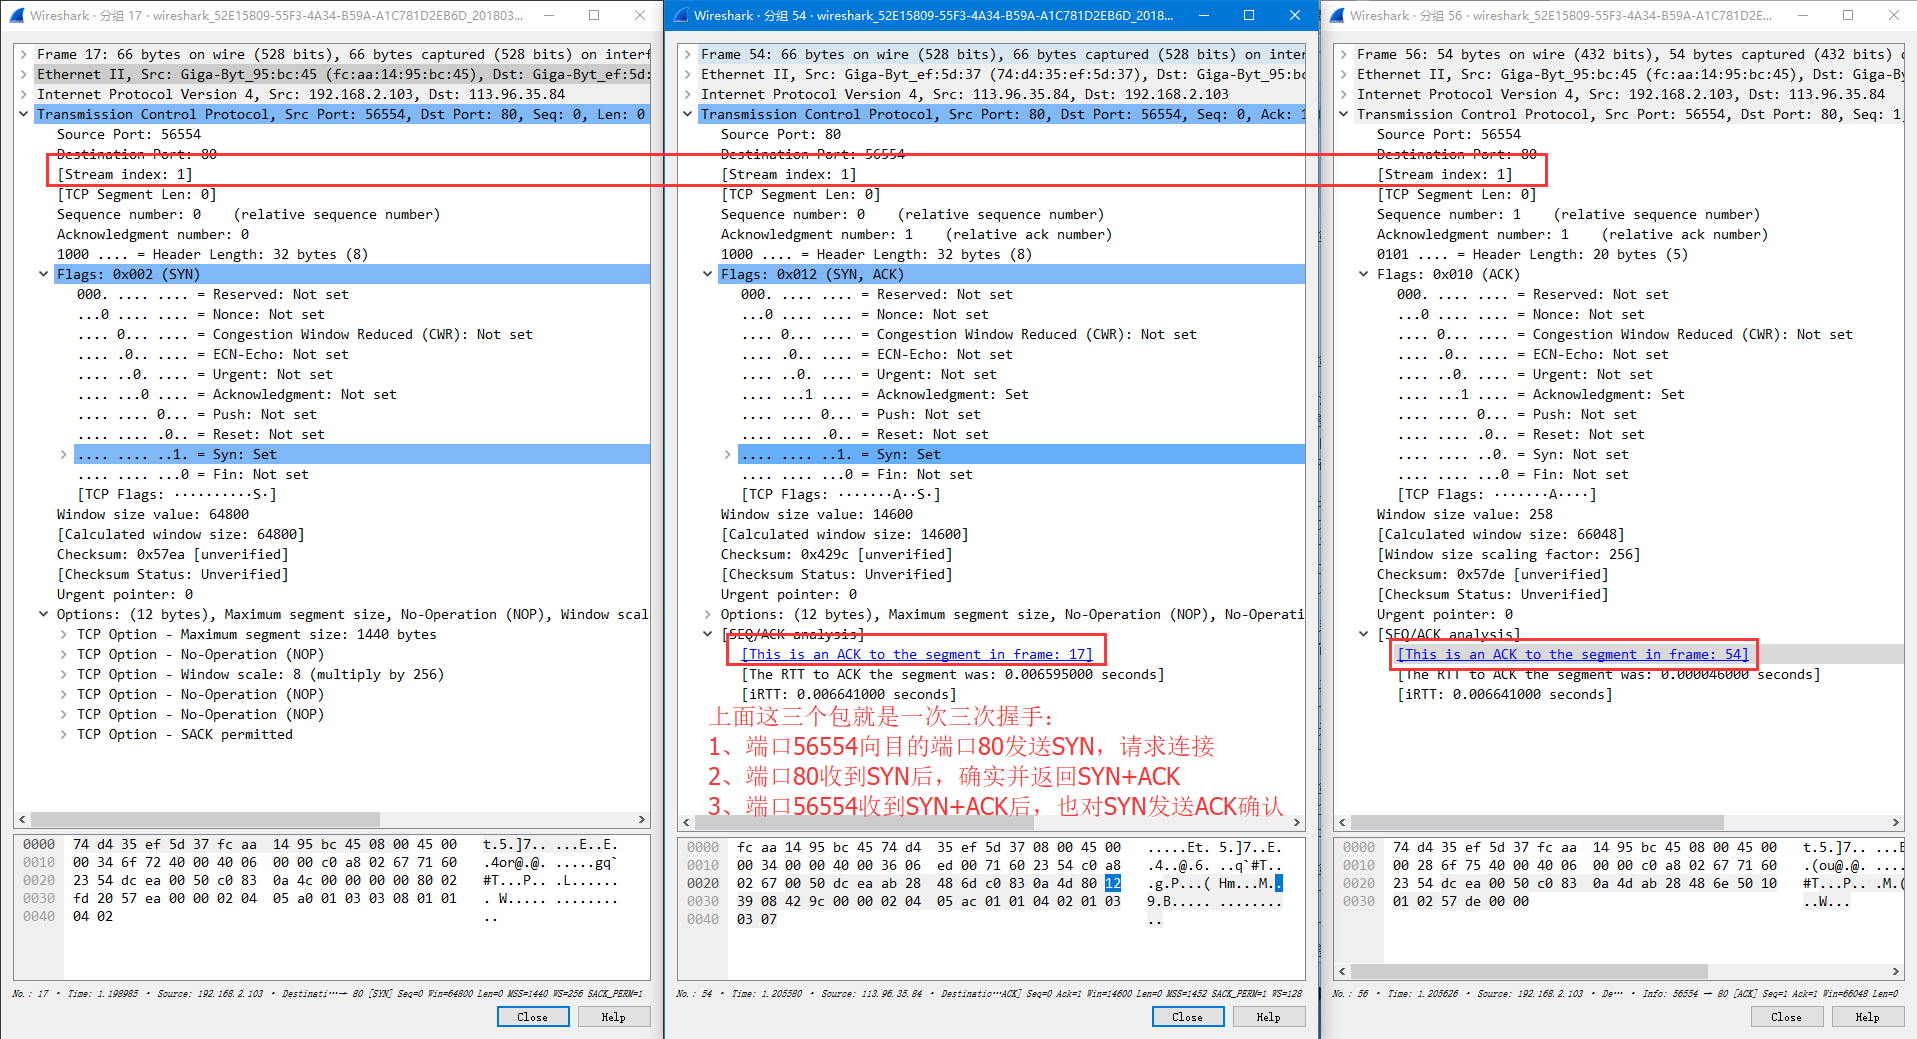 Wireshark · 分组 17 · wireshark_52E15809-55F3-4A34-B59A-A1C781D2EB6D_201803...
Frame 17: 66 bytes on wire (528 bits), 66 bytes captured (528 bits) on interf
Ethernet II, Src: Giga-Byt_95:bc:45 (fc:aa:14:95:bc:45), Dst: Giga-Byt_ef:5d:
Internet Protocol Version 4, Src: 192.168.2.103, Dst: 113.96.35.84
Transmission Control Protocol, Src Port: 56554, Dst Port: 80, Seq: 0, Len: 0
Source Port: 56554
Destination Port: 80
[Stream index: 1]
[TCP Segment Len: 0]
Sequence number: 0    (relative sequence number)
Acknowledgment number: 0
1000 .... = Header Length: 32 bytes (8)
Flags: 0x002 (SYN)
000. .... .... = Reserved: Not set
...0 .... .... = Nonce: Not set
.... 0... .... = Congestion Window Reduced (CWR): Not set
.... .0.. .... = ECN-Echo: Not set
.... ..0. .... = Urgent: Not set
.... ...0 .... = Acknowledgment: Not set
.... .... 0... = Push: Not set
.... .... .0.. = Reset: Not set
.... .... ..1. = Syn: Set
.... .... ...0 = Fin: Not set
[TCP Flags: ··········S·]
Window size value: 64800
[Calculated window size: 64800]
Checksum: 0x57ea [unverified]
[Checksum Status: Unverified]
Urgent pointer: 0
Options: (12 bytes), Maximum segment size, No-Operation (NOP), Window scal
TCP Option - Maximum segment size: 1440 bytes
TCP Option - No-Operation (NOP)
TCP Option - Window scale: 8 (multiply by 256)
TCP Option - No-Operation (NOP)
TCP Option - No-Operation (NOP)
TCP Option - SACK permitted
0000 74 d4 35 ef 5d 37 fc aa 14 95 bc 45 08 00 45 00 t.5.]7.. ...E..E.
0010 00 34 6f 72 40 00 40 06 00 00 c0 a8 02 67 71 60 .4or@.@. .....gq`
0020 23 54 dc ea 00 50 c0 83 0a 4c 00 00 00 00 80 02 #T...P.. .L......
0030 fd 20 57 ea 00 00 02 04 05 a0 01 03 03 08 01 01 . W..... ........
0040 04 02 ..
No.: 17 · Time: 1.198985 · Source: 192.168.2.103 · Destinati···→ 80 [SYN] Seq=0 Win=64800 Len=0 MSS=1440 WS=256 SACK_PERM=1
Close Help
Wireshark · 分组 54 · wireshark_52E15809-55F3-4A34-B59A-A1C781D2EB6D_2018...
Frame 54: 66 bytes on wire (528 bits), 66 bytes captured (528 bits) on inter
Ethernet II, Src: Giga-Byt_ef:5d:37 (74:d4:35:ef:5d:37), Dst: Giga-Byt_95:bc
Internet Protocol Version 4, Src: 113.96.35.84, Dst: 192.168.2.103
Transmission Control Protocol, Src Port: 80, Dst Port: 56554, Seq: 0, Ack: 1
Source Port: 80
Destination Port: 56554
[Stream index: 1]
[TCP Segment Len: 0]
Sequence number: 0    (relative sequence number)
Acknowledgment number: 1    (relative ack number)
1000 .... = Header Length: 32 bytes (8)
Flags: 0x012 (SYN, ACK)
000. .... .... = Reserved: Not set
...0 .... .... = Nonce: Not set
.... 0... .... = Congestion Window Reduced (CWR): Not set
.... .0.. .... = ECN-Echo: Not set
.... ..0. .... = Urgent: Not set
.... ...1 .... = Acknowledgment: Set
.... .... 0... = Push: Not set
.... .... .0.. = Reset: Not set
.... .... ..1. = Syn: Set
.... .... ...0 = Fin: Not set
[TCP Flags: ·······A··S·]
Window size value: 14600
[Calculated window size: 14600]
Checksum: 0x429c [unverified]
[Checksum Status: Unverified]
Urgent pointer: 0
Options: (12 bytes), Maximum segment size, No-Operation (NOP), No-Operati
[SEQ/ACK analysis]
[This is an ACK to the segment in frame: 17]
[The RTT to ACK the segment was: 0.006595000 seconds]
[iRTT: 0.006641000 seconds]
上面这三个包就是一次三次握手：
1、端口56554向目的端口80发送SYN，请求连接
2、端口80收到SYN后，确实并返回SYN+ACK
3、端口56554收到SYN+ACK后，也对SYN发送ACK确认
0000 fc aa 14 95 bc 45 74 d4 35 ef 5d 37 08 00 45 00 .....Et. 5.]7..E.
0010 00 34 00 00 40 00 36 06 ed 00 71 60 23 54 c0 a8 .4..@.6. ..q`#T..
0020 02 67 00 50 dc ea ab 28 48 6d c0 83 0a 4d 80 12 .g.P...( Hm...M..
0030 39 08 42 9c 00 00 02 04 05 ac 01 01 04 02 01 03 9.B..... ........
0040 03 07 ..
No.: 54 · Time: 1.205580 · Source: 113.96.35.84 · Destinatio···ACK] Seq=0 Ack=1 Win=14600 Len=0 MSS=1452 SACK_PERM=1 WS=128
Close Help
Wireshark · 分组 56 · wireshark_52E15809-55F3-4A34-B59A-A1C781D2E...
Frame 56: 54 bytes on wire (432 bits), 54 bytes captured (432 bits) o
Ethernet II, Src: Giga-Byt_95:bc:45 (fc:aa:14:95:bc:45), Dst: Giga-By
Internet Protocol Version 4, Src: 192.168.2.103, Dst: 113.96.35.84
Transmission Control Protocol, Src Port: 56554, Dst Port: 80, Seq: 1,
Source Port: 56554
Destination Port: 80
[Stream index: 1]
[TCP Segment Len: 0]
Sequence number: 1    (relative sequence number)
Acknowledgment number: 1    (relative ack number)
0101 .... = Header Length: 20 bytes (5)
Flags: 0x010 (ACK)
000. .... .... = Reserved: Not set
...0 .... .... = Nonce: Not set
.... 0... .... = Congestion Window Reduced (CWR): Not set
.... .0.. .... = ECN-Echo: Not set
.... ..0. .... = Urgent: Not set
.... ...1 .... = Acknowledgment: Set
.... .... 0... = Push: Not set
.... .... .0.. = Reset: Not set
.... .... ..0. = Syn: Not set
.... .... ...0 = Fin: Not set
[TCP Flags: ·······A····]
Window size value: 258
[Calculated window size: 66048]
[Window size scaling factor: 256]
Checksum: 0x57de [unverified]
[Checksum Status: Unverified]
Urgent pointer: 0
[SEQ/ACK analysis]
[This is an ACK to the segment in frame: 54]
[The RTT to ACK the segment was: 0.000046000 seconds]
[iRTT: 0.006641000 seconds]
0000 74 d4 35 ef 5d 37 fc aa 14 95 bc 45 08 00 45 00 t.5.]7.. ...E
0010 00 28 6f 75 40 00 40 06 00 00 c0 a8 02 67 71 60 .(ou@.@. ....
0020 23 54 dc ea 00 50 c0 83 0a 4d ab 28 48 6e 50 10 #T...P.. .M.(
0030 01 02 57 de 00 00 ..W...
No.: 56 · Time: 1.205626 · Source: 192.168.2.103 · De··· · Info: 56554 → 80 [ACK] Seq=1 Ack=1 Win=66048 Len=0
Close Help